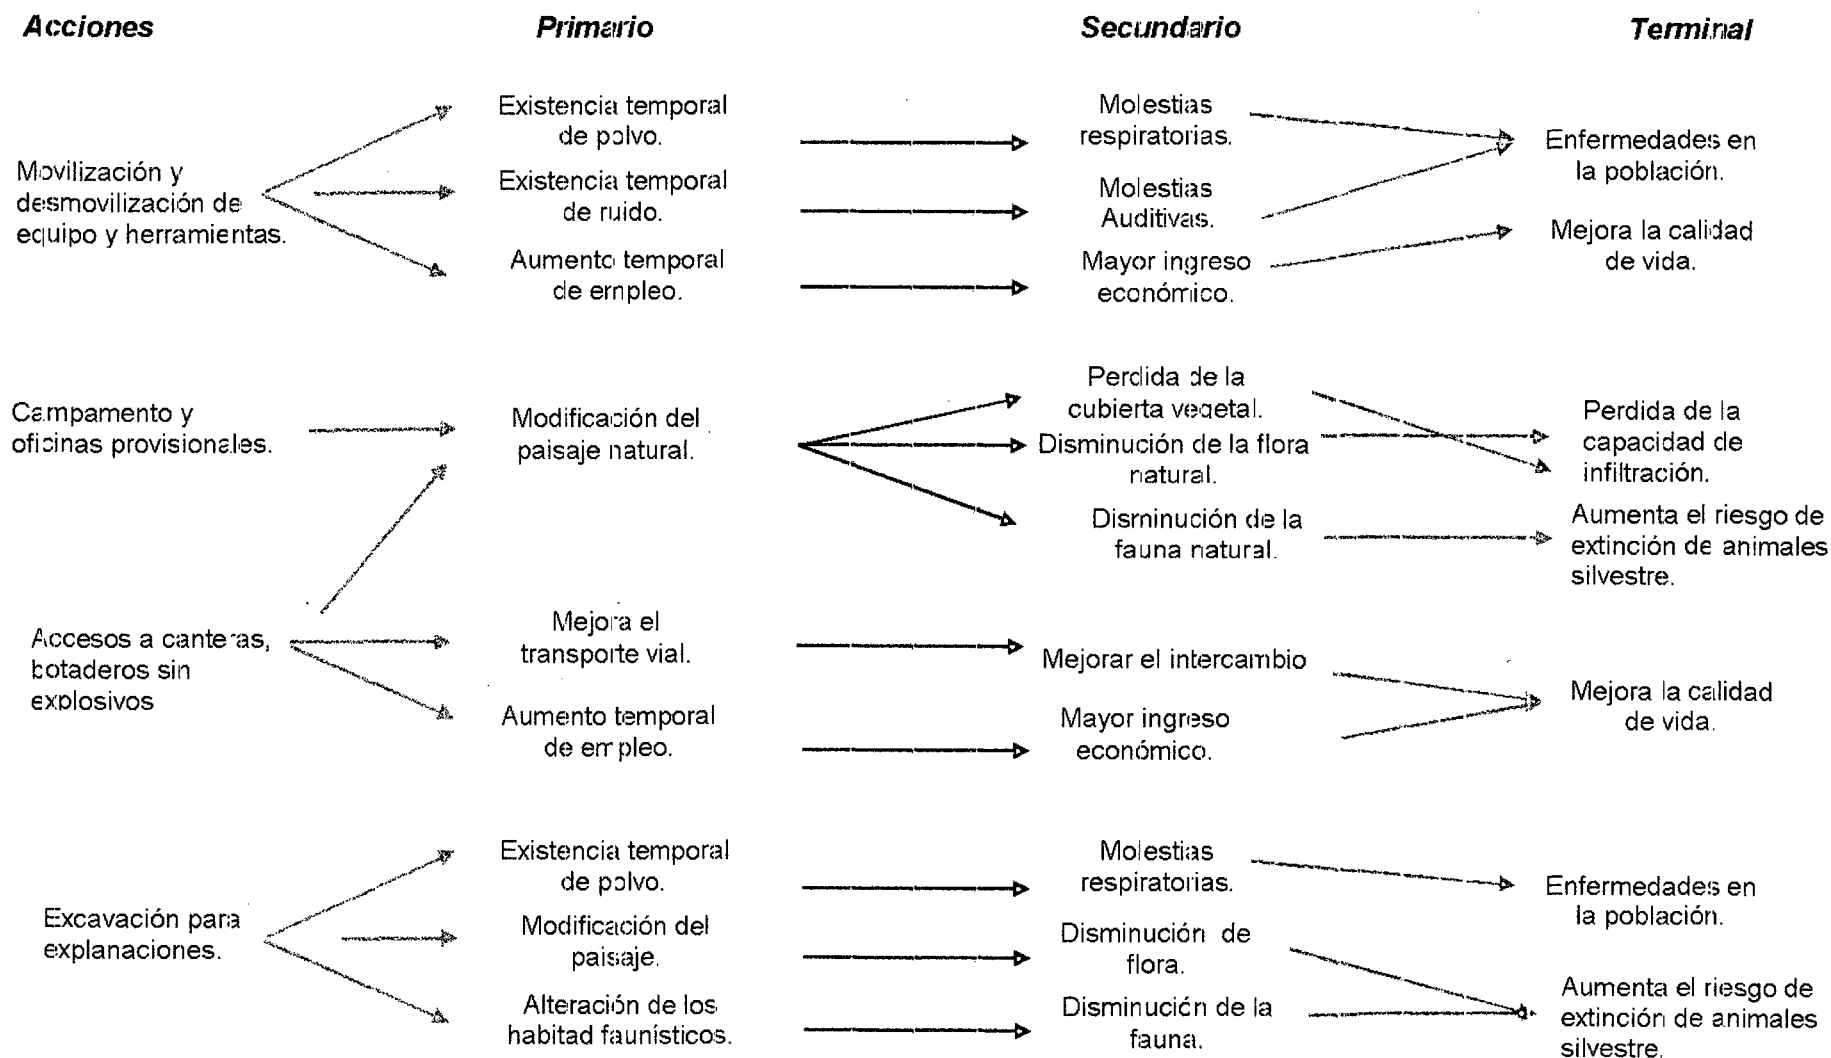 Acciones
Primario
Secundario
Terminal
Movilización y
desmovilización de
equipo y herramientas.
Existencia temporal
de polvo.
Existencia temporal
de ruido.
Aumento temporal
de empleo.
Molestias
respiratorias.
Molestias
Auditivas.
Mayor ingreso
económico.
Enfermedades en
la población.
Mejora la calidad
de vida.
Campamento y
oficinas provisionales.
Modificación del
paisaje natural.
Perdida de la
cubierta vegetal.
Disminución de la flora
natural.
Disminución de la
fauna natural.
Perdida de la
capacidad de
infiltración.
Aumenta el riesgo de
extinción de animales
silvestre.
Accesos a canteras,
botaderos sin
explosivos
Mejora el
transporte vial.
Aumento temporal
de empleo.
Mejorar el intercambio
Mayor ingreso
económico.
Mejora la calidad
de vida.
Excavación para
explanaciones.
Existencia temporal
de polvo.
Modificación del
paisaje.
Alteración de los
habitad faunísticos.
Molestias
respiratorias.
Disminución de
flora.
Disminución de la
fauna.
Enfermedades en
la población.
Aumenta el riesgo de
extinción de animales
silvestre.